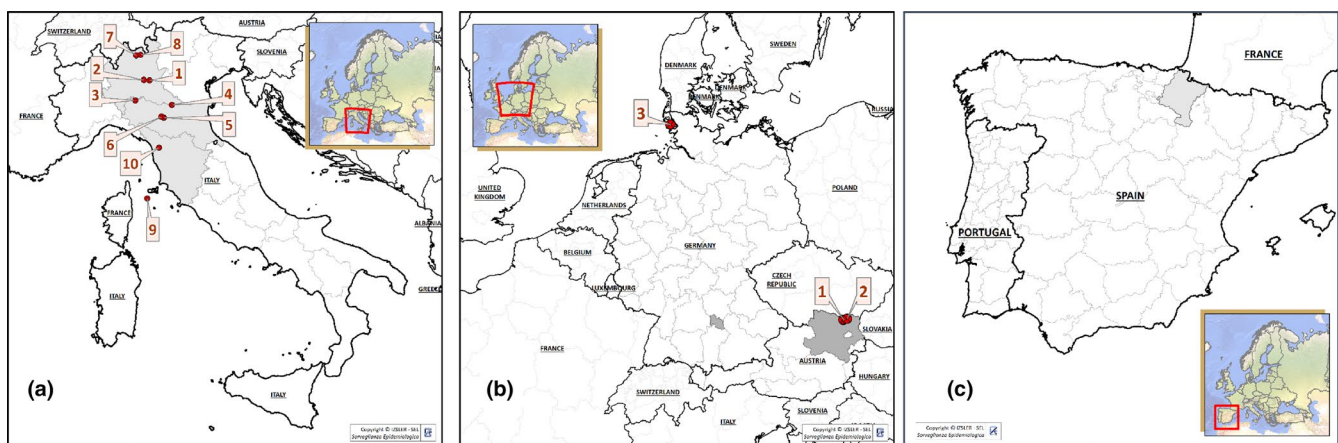 SWITZERLAND
AUSTRIA
SLOVENIA
7
8
2
1
3
4
FRANCE
6
5
10
ITALY
FRANCE
9
ALBANIA
GREECE
ITALY
ITALY
(a)
Copyright © IZSLER - SEL
Sorveglianza Epidemiologica
SWEDEN
DENMARK
DENMARK
DENMARK
3
RUSSIA
UNITED
KINGDOM
NETHERLANDS
POLAND
BELGIUM
GERMANY
LUXEMBOURG
CZECH
REPUBLIC
1
2
SLOVAKIA
FRANCE
AUSTRIA
HUNGARY
SWITZERLAND
SLOVENIA
ITALY
(b)
Copyright © IZSLER - SEL
Sorveglianza Epidemiologica
FRANCE
SPAIN
PORTUGAL
(c)
Copyright © IZSLER - SEL
Sorveglianza Epidemiologica